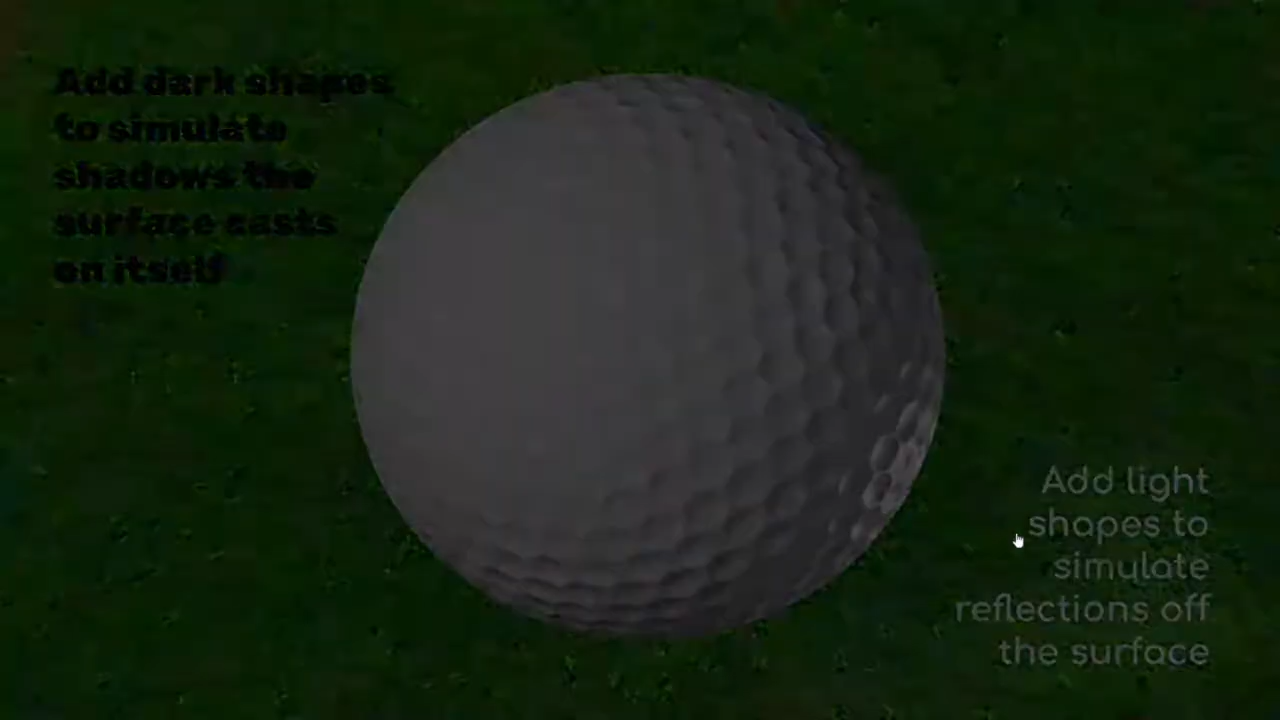 Add dark shapes
to simulate
shadows the
surface casts
on itself
Add light
shapes to
simulate
reflections off
the surface